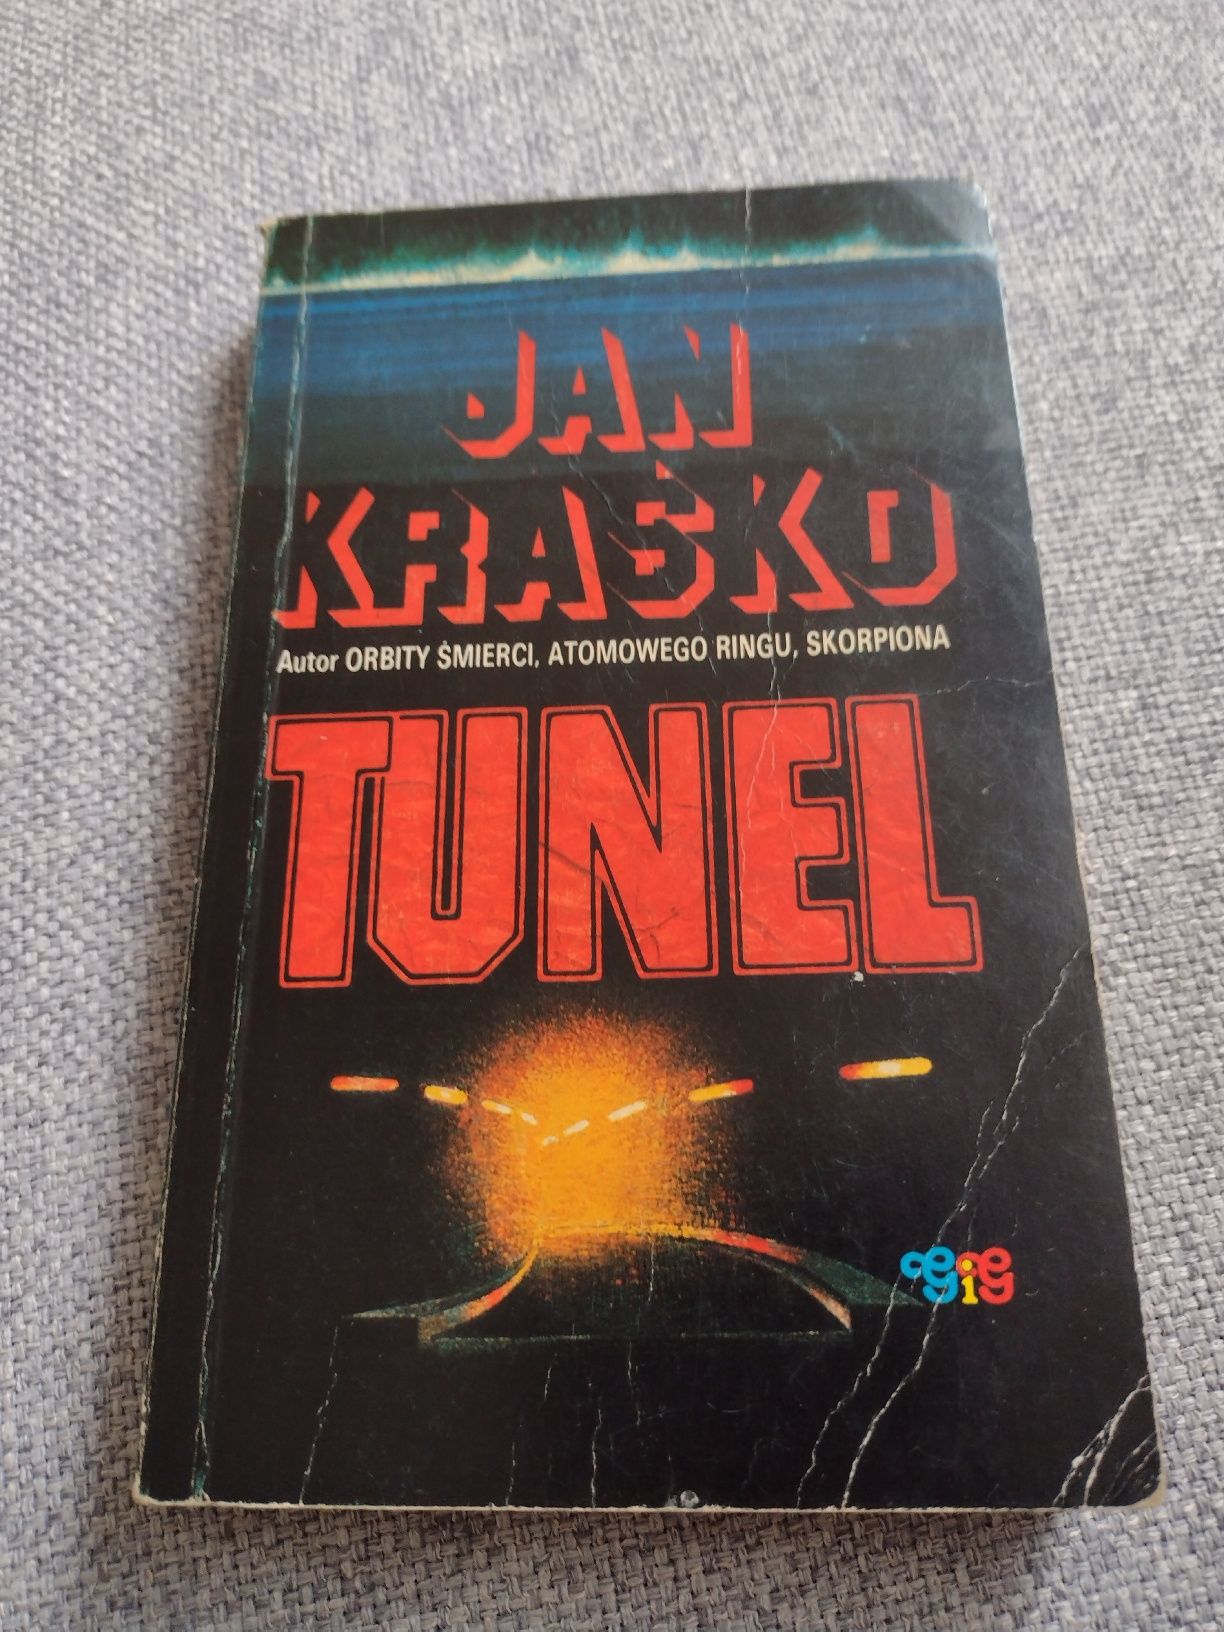 JAN
KRAŚKO
Autor ORBITY ŚMIERCI, ATOMOWEGO RINGU, SKORPIONA
TUNEL